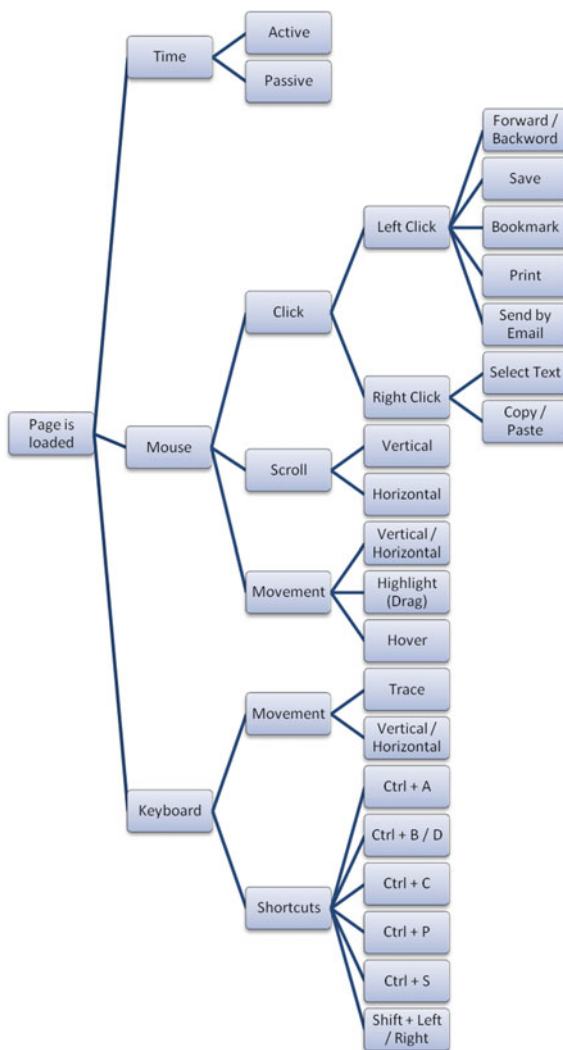 Page is
loaded
Time
Active
Passive
Mouse
Click
Left Click
Forward /
Backword
Save
Bookmark
Print
Send by
Email
Right Click
Select Text
Copy /
Paste
Scroll
Vertical
Horizontal
Movement
Vertical /
Horizontal
Highlight
(Drag)
Hover
Keyboard
Movement
Trace
Vertical /
Horizontal
Shortcuts
Ctrl + A
Ctrl + B / D
Ctrl + C
Ctrl + P
Ctrl + S
Shift + Left
/ Right